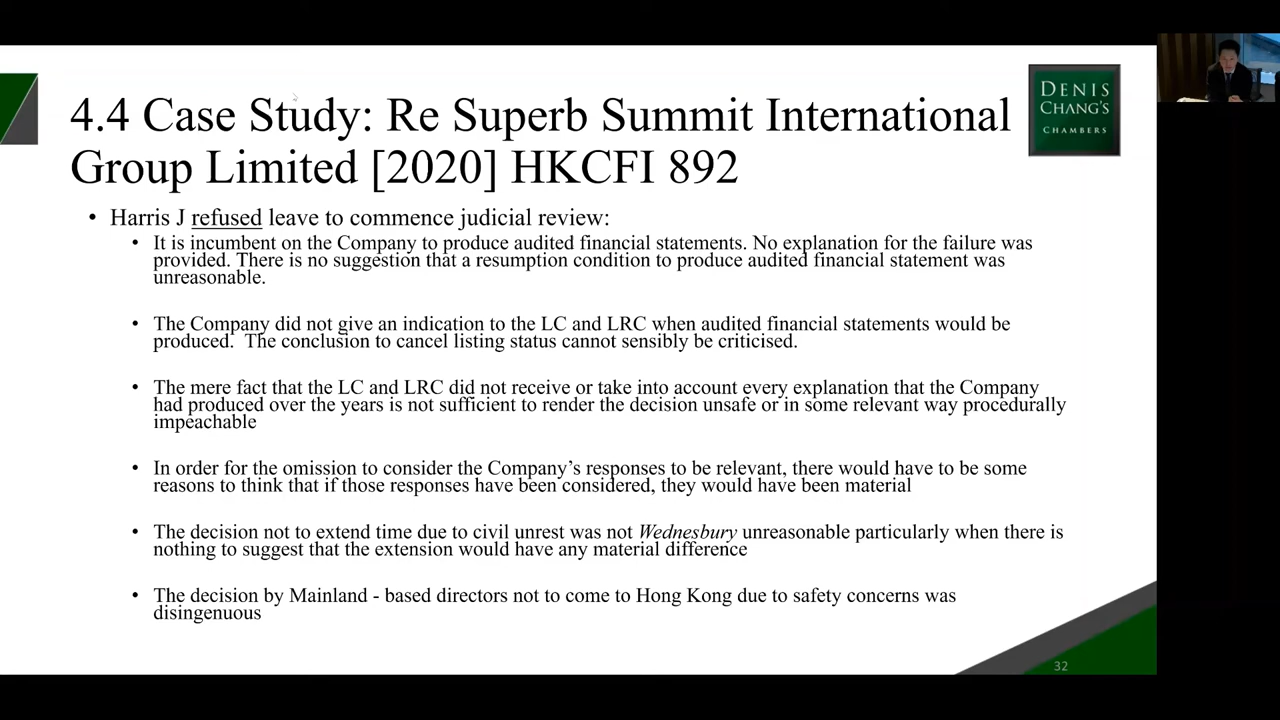 4.4 Case Study: Re Superb Summit International
Group Limited [2020] HKCFI 892
DENIS
CHANG'S
CHAMBERS
• Harris J refused leave to commence judicial review:
• It is incumbent on the Company to produce audited financial statements. No explanation for the failure was
provided. There is no suggestion that a resumption condition to produce audited financial statement was
unreasonable.
• The Company did not give an indication to the LC and LRC when audited financial statements would be
produced. The conclusion to cancel listing status cannot sensibly be criticised.
• The mere fact that the LC and LRC did not receive or take into account every explanation that the Company
had produced over the years is not sufficient to render the decision unsafe or in some relevant way procedurally
impeachable
• In order for the omission to consider the Company's responses to be relevant, there would have to be some
reasons to think that if those responses have been considered, they would have been material
• The decision not to extend time due to civil unrest was not Wednesbury unreasonable particularly when there is
nothing to suggest that the extension would have any material difference
• The decision by Mainland - based directors not to come to Hong Kong due to safety concerns was
disingenuous
32